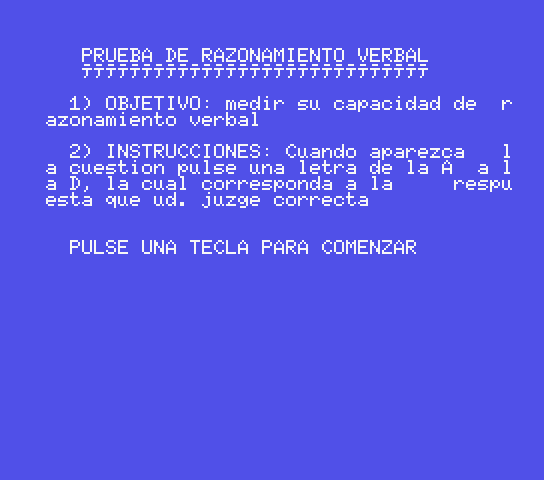 PRUEBA DE RAZONAMIENTO VERBAL
1) OBJETIVO: medir su capacidad de  r
azonamiento verbal
2) INSTRUCCIONES: Cuando aparezca   l
a cuestion pulse una letra de la A  a l
a D, la cual corresponda a la     respu
esta que ud. juzge correcta
PULSE UNA TECLA PARA COMENZAR